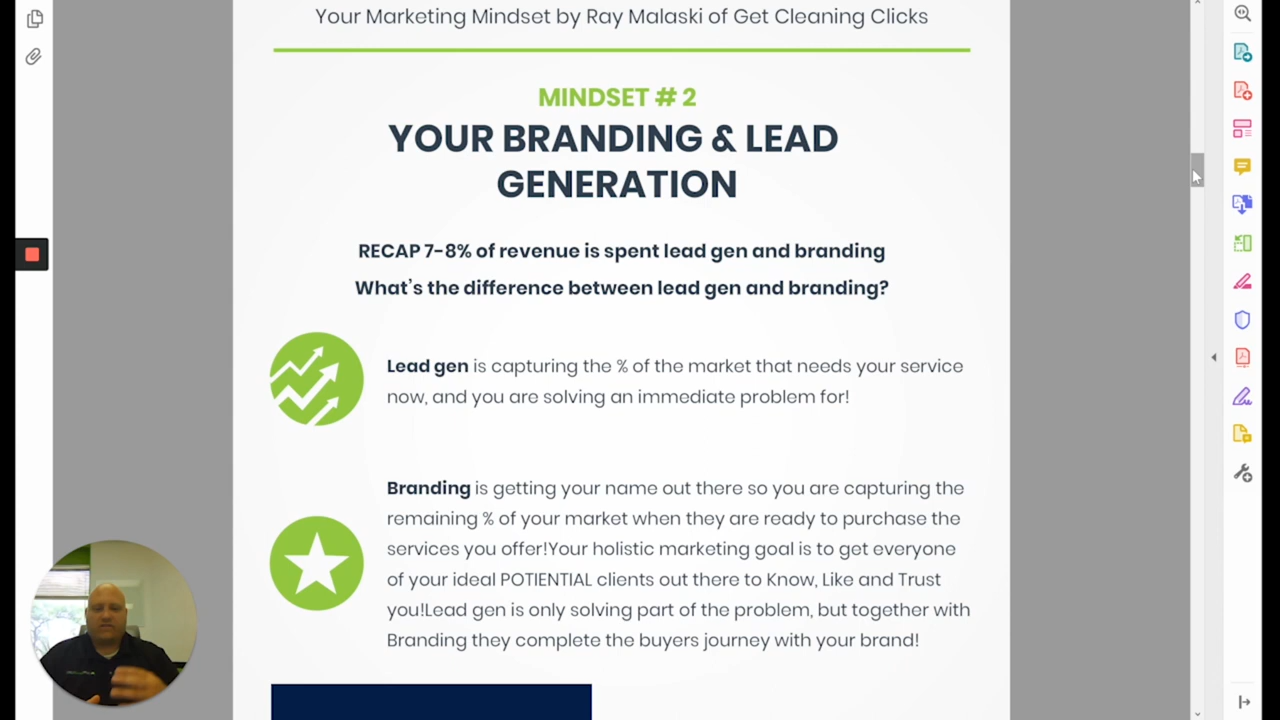 Your Marketing Mindset by Ray Malaski of Get Cleaning Clicks
MINDSET # 2
YOUR BRANDING & LEAD
GENERATION
RECAP 7-8% of revenue is spent lead gen and branding
What's the difference between lead gen and branding?
Lead gen is capturing the % of the market that needs your service
now, and you are solving an immediate problem for!
Branding is getting your name out there so you are capturing the
remaining % of your market when they are ready to purchase the
services you offer!Your holistic marketing goal is to get everyone
of your ideal POTIENTIAL clients out there to Know, Like and Trust
you!Lead gen is only solving part of the problem, but together with
Branding they complete the buyers journey with your brand!